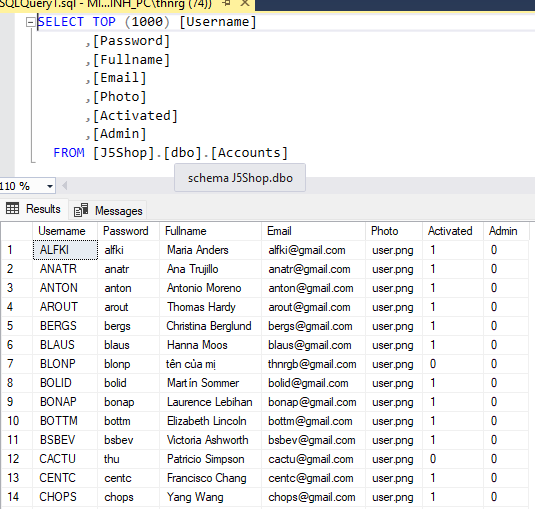 SQLQuery1.sql - MI...INH_PC\thnrg (74))
SELECT TOP (1000) [Username]
,[Password]
,[Fullname]
,[Email]
,[Photo]
,[Activated]
,[Admin]
FROM [J5Shop].[dbo].[Accounts]
schema J5Shop.dbo
110 %
Results Messages
Username Password Fullname Email Photo Activated Admin
1 ALFKI alfki Maria Anders alfki@gmail.com user.png 1 0
2 ANATR anatr Ana Trujillo anatr@gmail.com user.png 1 0
3 ANTON anton Antonio Moreno anton@gmail.com user.png 1 0
4 AROUT arout Thomas Hardy arout@gmail.com user.png 1 0
5 BERGS bergs Christina Berglund bergs@gmail.com user.png 1 0
6 BLAUS blaus Hanna Moos blaus@gmail.com user.png 1 0
7 BLONP blonp tên của mị thnrgb@gmail.com user.png 0 0
8 BOLID bolid Martín Sommer bolid@gmail.com user.png 1 0
9 BONAP bonap Laurence Lebihan bonap@gmail.com user.png 1 0
10 BOTTM bottm Elizabeth Lincoln bottm@gmail.com user.png 1 0
11 BSBEV bsbev Victoria Ashworth bsbev@gmail.com user.png 1 0
12 CACTU thu Patricio Simpson cactu@gmail.com user.png 0 0
13 CENTC centc Francisco Chang centc@gmail.com user.png 1 0
14 CHOPS chops Yang Wang chops@gmail.com user.png 1 0